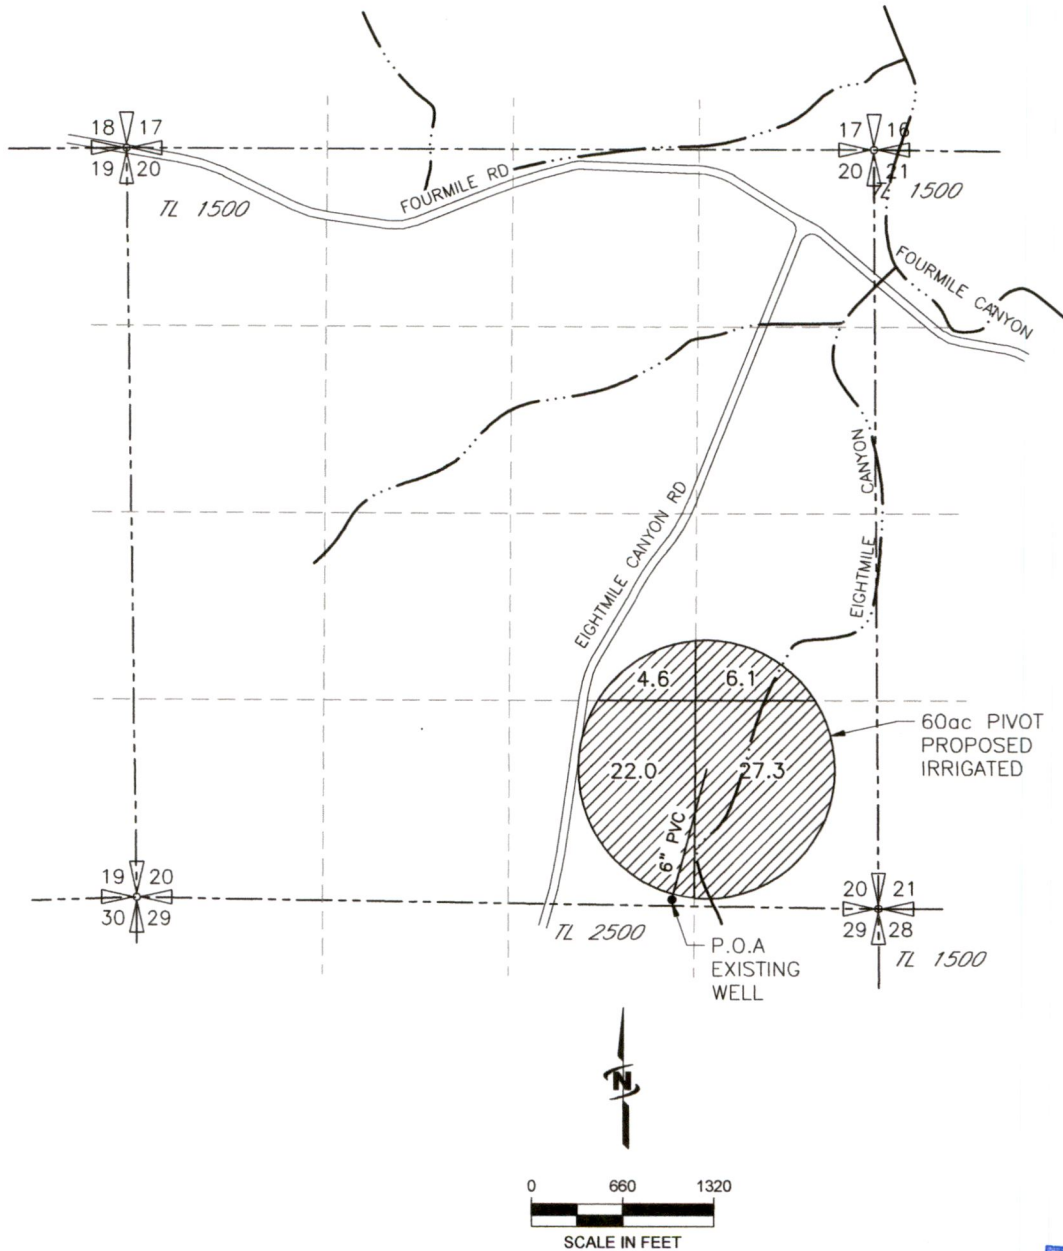 18 17
19 20
TL 1500
FOURMILE RD
17 16
20 21
TL 1500
FOURMILE CANYON
EIGHTMILE CANYON RD
EIGHTMILE CANYON
4.6 6.1
22.0 27.3
6" PVC
60ac PIVOT
PROPOSED
IRRIGATED
19 20
30 29
TL 2500
P.O.A
EXISTING
WELL
20 21
29 28
TL 1500
N
0 660 1320
SCALE IN FEET